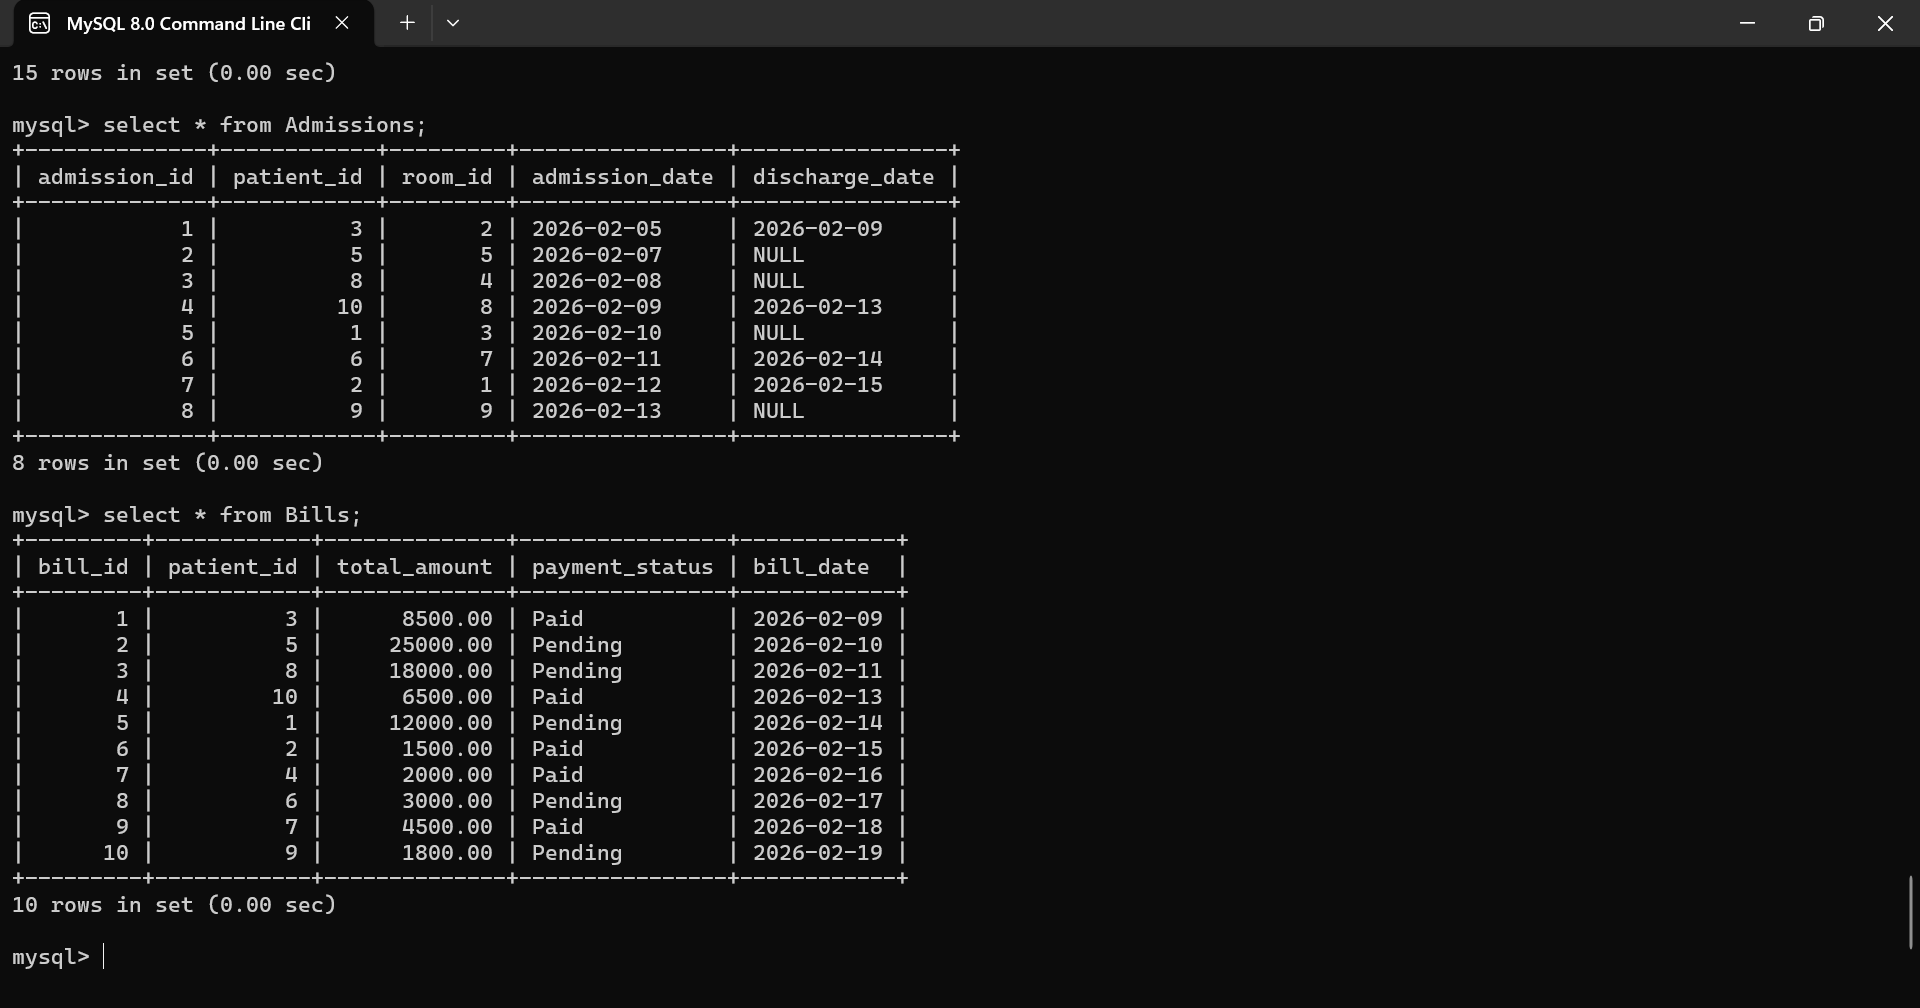 MySQL 8.0 Command Line Cli
15 rows in set (0.00 sec)
mysql> select * from Admissions;
+--------------+------------+---------+----------------+----------------+
| admission_id | patient_id | room_id | admission_date | discharge_date |
+--------------+------------+---------+----------------+----------------+
|            1 |          3 |       2 | 2026-02-05     | 2026-02-09     |
|            2 |          5 |       5 | 2026-02-07     | NULL           |
|            3 |          8 |       4 | 2026-02-08     | NULL           |
|            4 |         10 |       8 | 2026-02-09     | 2026-02-13     |
|            5 |          1 |       3 | 2026-02-10     | NULL           |
|            6 |          6 |       7 | 2026-02-11     | 2026-02-14     |
|            7 |          2 |       1 | 2026-02-12     | 2026-02-15     |
|            8 |          9 |       9 | 2026-02-13     | NULL           |
+--------------+------------+---------+----------------+----------------+
8 rows in set (0.00 sec)
mysql> select * from Bills;
+---------+------------+--------------+----------------+------------+
| bill_id | patient_id | total_amount | payment_status | bill_date  |
+---------+------------+--------------+----------------+------------+
|       1 |          3 |      8500.00 | Paid           | 2026-02-09 |
|       2 |          5 |     25000.00 | Pending        | 2026-02-10 |
|       3 |          8 |     18000.00 | Pending        | 2026-02-11 |
|       4 |         10 |      6500.00 | Paid           | 2026-02-13 |
|       5 |          1 |     12000.00 | Pending        | 2026-02-14 |
|       6 |          2 |      1500.00 | Paid           | 2026-02-15 |
|       7 |          4 |      2000.00 | Paid           | 2026-02-16 |
|       8 |          6 |      3000.00 | Pending        | 2026-02-17 |
|       9 |          7 |      4500.00 | Paid           | 2026-02-18 |
|      10 |          9 |      1800.00 | Pending        | 2026-02-19 |
+---------+------------+--------------+----------------+------------+
10 rows in set (0.00 sec)
mysql>